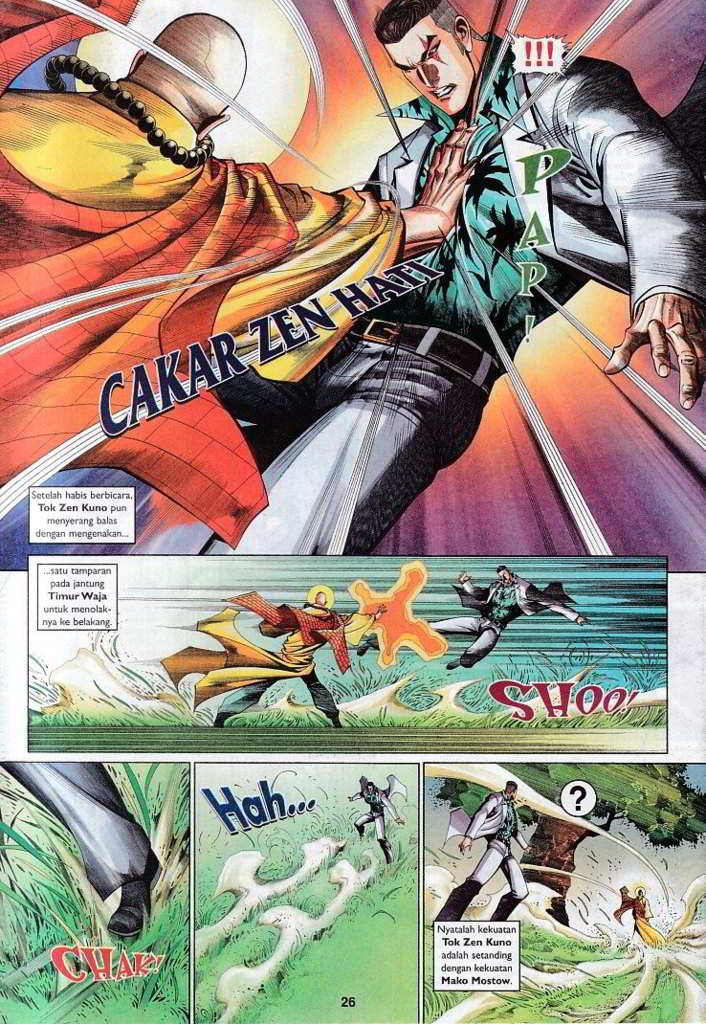 !!!
PAP!
CAKAR ZEN HATI
Setelah habis berbicara,
Tok Zen Kuno pun
menyerang balas
dengan mengenakan...
...satu tamparan
pada jantung
Timur Waja
untuk menolak-
nya ke belakang.
SHOO!
CHAK!
Hah...
?
Nyatalah kekuatan
Tok Zen Kuno
adalah setanding
dengan kekuatan
Mako Mostow.
26